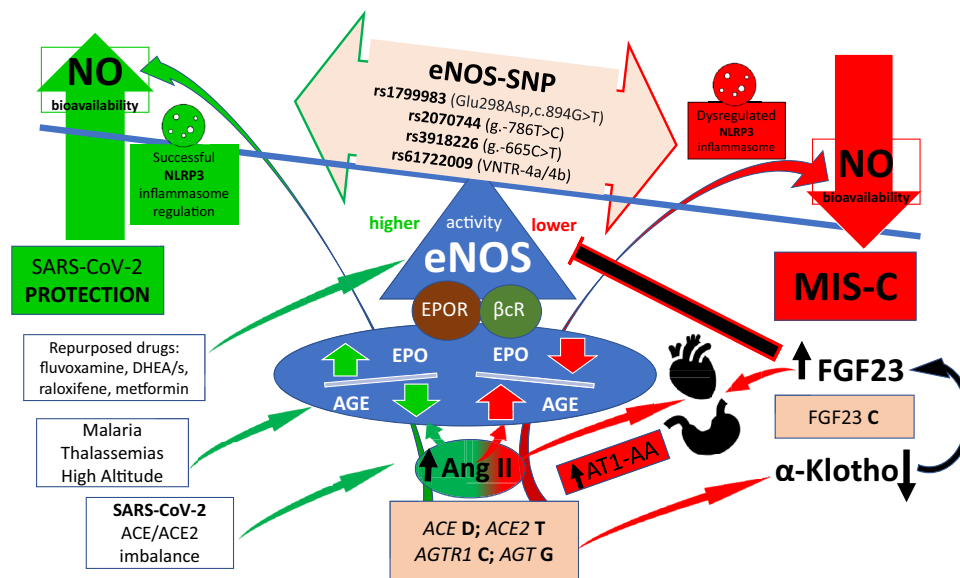 NO
bioavailability
Successful
NLRP3
inflammasome
regulation
SARS-CoV-2
PROTECTION
eNOS-SNP
rs1799983 (Glu298Asp,c.894G>T)
rs2070744 (g.-786T>C)
rs3918226 (g.-665C>T)
rs61722009 (VNTR-4a/4b)
Dysregulated
NLRP3
inflammasome
NO
bioavailability
MIS-C
higher activity lower
eNOS
EPOR βcR
EPO EPO
AGE AGE
Repurposed drugs:
fluvoxamine, DHEA/s,
raloxifene, metformin
Malaria
Thalassemias
High Altitude
SARS-CoV-2
ACE/ACE2
imbalance
Ang II
AT1-AA
ACE D; ACE2 T
AGTR1 C; AGT G
FGF23
FGF23 C
α-Klotho